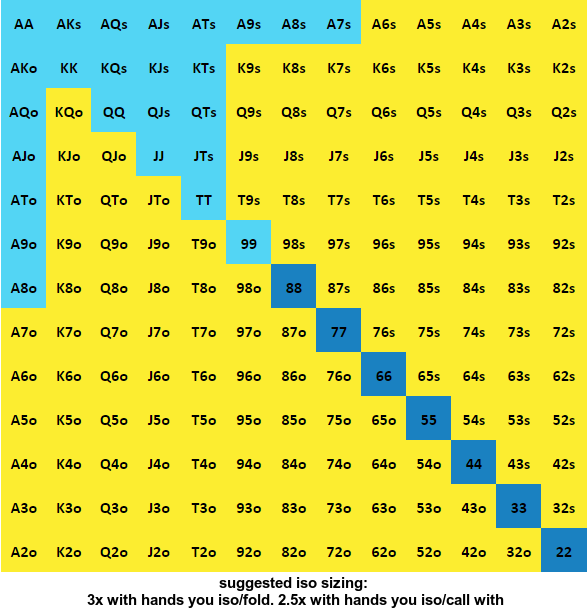 AA AKs AQs AJs ATs A9s A8s A7s A6s A5s A4s A3s A2s
AKo KK KQs KJs KTs K9s K8s K7s K6s K5s K4s K3s K2s
AQo KQo QQ QJs QTs Q9s Q8s Q7s Q6s Q5s Q4s Q3s Q2s
AJo KJo QJo JJ JTs J9s J8s J7s J6s J5s J4s J3s J2s
ATo KTo QTo JTo TT T9s T8s T7s T6s T5s T4s T3s T2s
A9o K9o Q9o J9o T9o 99 98s 97s 96s 95s 94s 93s 92s
A8o K8o Q8o J8o T8o 98o 88 87s 86s 85s 84s 83s 82s
A7o K7o Q7o J7o T7o 97o 87o 77 76s 75s 74s 73s 72s
A6o K6o Q6o J6o T6o 96o 86o 76o 66 65s 64s 63s 62s
A5o K5o Q5o J5o T5o 95o 85o 75o 65o 55 54s 53s 52s
A4o K4o Q4o J4o T4o 94o 84o 74o 64o 54o 44 43s 42s
A3o K3o Q3o J3o T3o 93o 83o 73o 63o 53o 43o 33 32s
A2o K2o Q2o J2o T2o 92o 82o 72o 62o 52o 42o 32o 22
suggested iso sizing:
3x with hands you iso/fold. 2.5x with hands you iso/call with